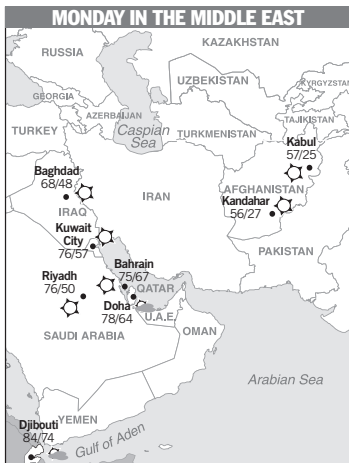 MONDAY IN THE MIDDLE EAST
KAZAKHSTAN
RUSSIA
UZBEKISTAN
KYRGYZSTAN
GEORGIA
AZERBAIJAN
TAJIKISTAN
TURKEY
Caspian
Sea
TURKMENISTAN
Kabul
57/25
Baghdad
68/48
IRAN
AFGHANISTAN
Kandahar
56/27
IRAQ
Kuwait
City
76/57
PAKISTAN
Bahrain
75/67
Riyadh
76/50
QATAR
Doha
78/64
U.A.E.
OMAN
SAUDI ARABIA
Arabian Sea
YEMEN
Djibouti
84/74
Gulf of Aden